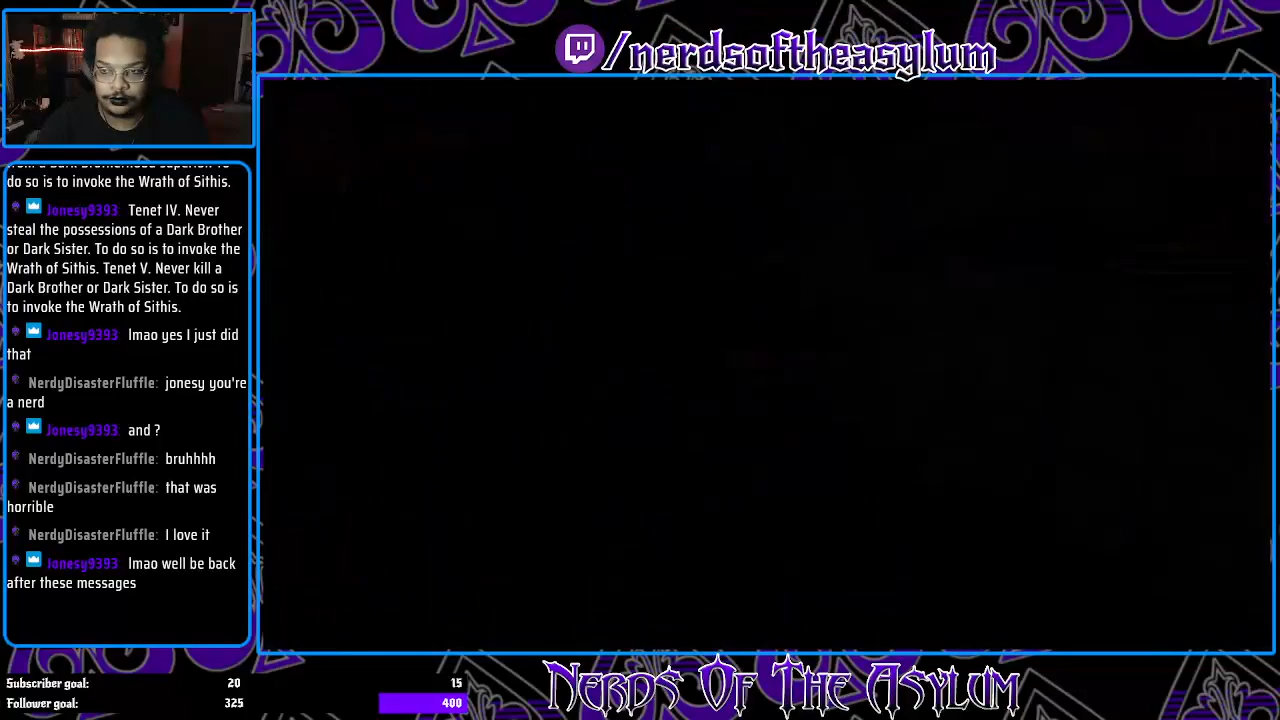 /nerdsoftheasylum
do so is to invoke the Wrath of Sithis.
Jonesy9393 Tenet IV. Never
steal the possessions of a Dark Brother
or Dark Sister. To do so is to invoke the
Wrath of Sithis. Tenet V. Never kill a
Dark Brother or Dark Sister. To do so is
to invoke the Wrath of Sithis.
Jonesy9393 lmao yes I just did
that
NerdyDisasterFluffle: jonesy you're
a nerd
Jonesy9393 and ?
NerdyDisasterFluffle: bruhhhh
NerdyDisasterFluffle: that was
horrible
NerdyDisasterFluffle: I love it
Jonesy9393 lmao well be back
after these messages
Subscriber goal: 20 15
Follower goal: 325 400
Nerds Of The Asylum